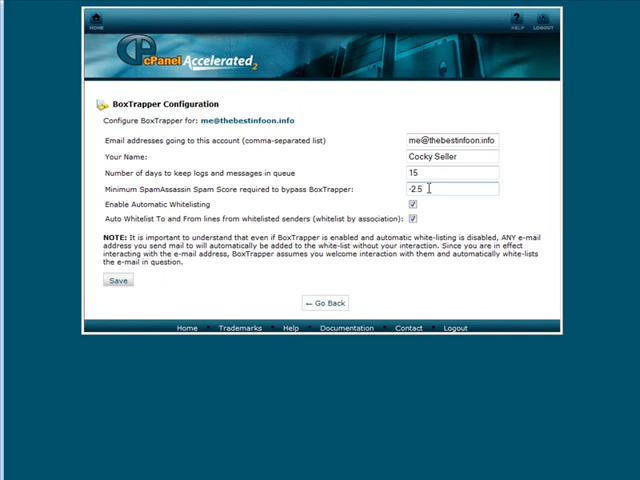 HOME
HELP LOGOUT
cPanel Accelerated2
BoxTrapper Configuration
Configure BoxTrapper for: me@thebestinfoon.info
Email addresses going to this account (comma-separated list) me@thebestinfoon.info
Your Name: Cocky Seller
Number of days to keep logs and messages in queue 15
Minimum SpamAssassin Spam Score required to bypass BoxTrapper: -2.5
Enable Automatic Whitelisting
Auto Whitelist To and From lines from whitelisted senders (whitelist by association):
NOTE: It is important to understand that even if BoxTrapper is enabled and automatic white-listing is disabled, ANY e-mail
address you send mail to will automatically be added to the white-list without your interaction. Since you are in effect
interacting with the e-mail address, BoxTrapper assumes you welcome interaction with them and automatically white-lists
the e-mail in question.
Save
← Go Back
Home • Trademarks • Help • Documentation • Contact • Logout